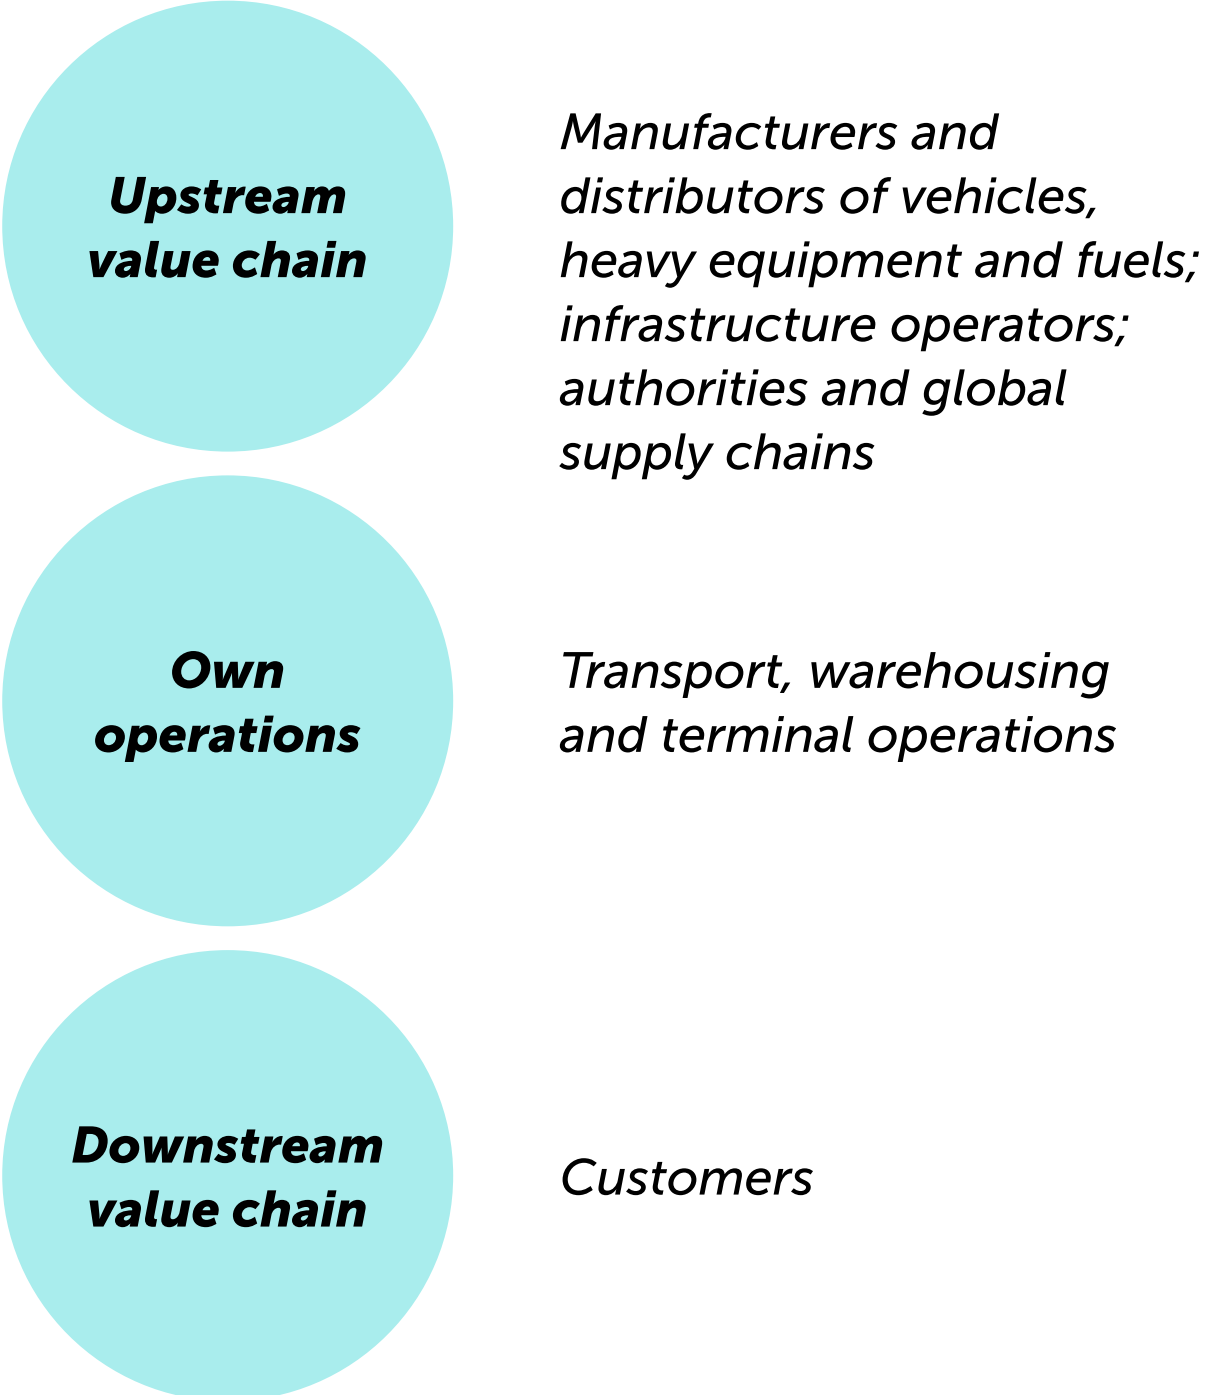 Upstream
value chain
Manufacturers and
distributors of vehicles,
heavy equipment and fuels;
infrastructure operators;
authorities and global
supply chains
Own
operations
Transport, warehousing
and terminal operations
Downstream
value chain
Customers